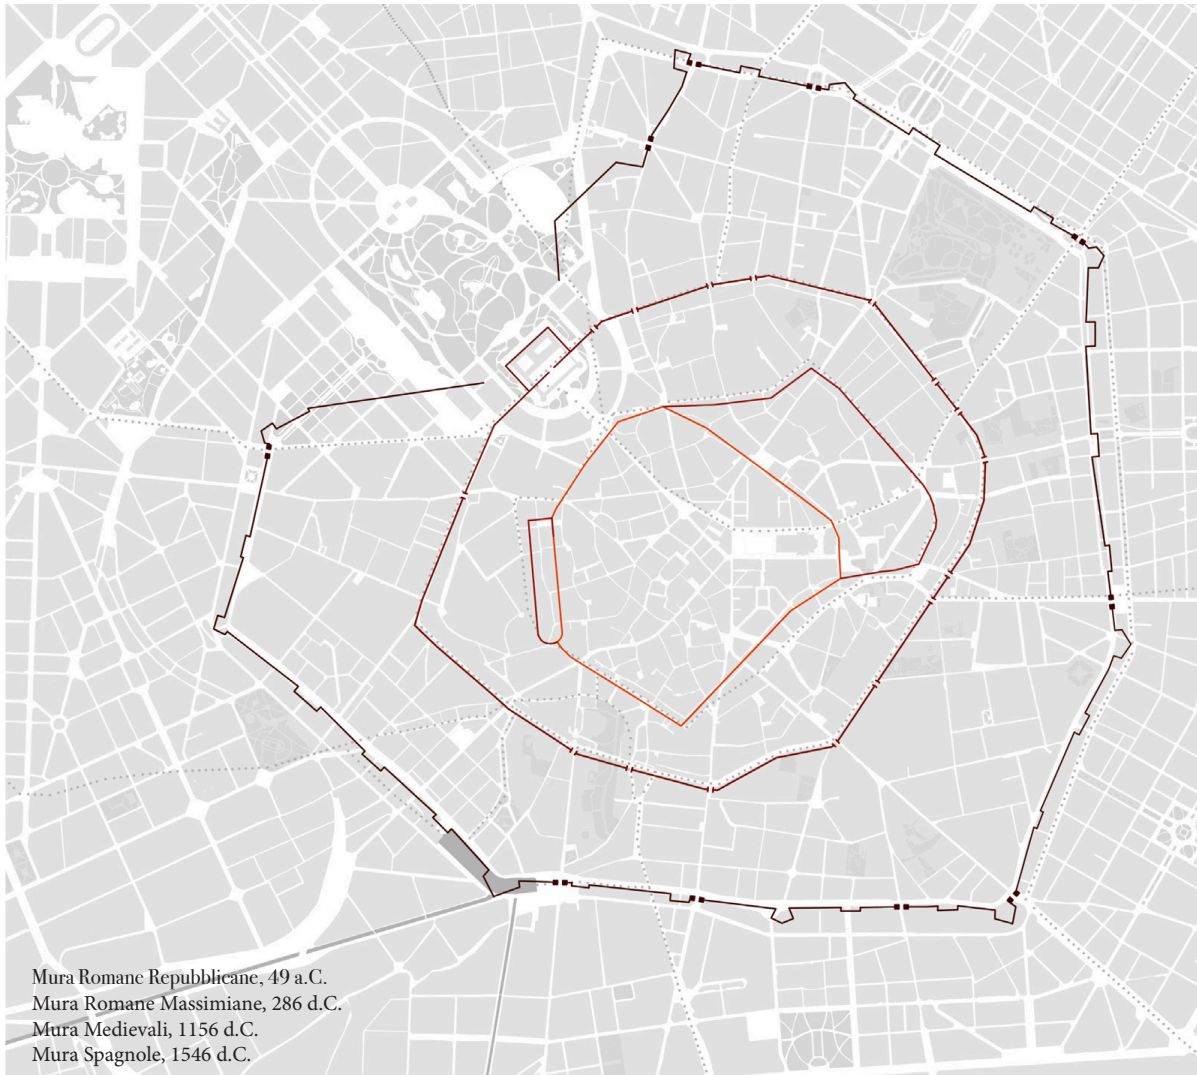 Mura Romane Repubblicane, 49 a.C.
Mura Romane Massimiane, 286 d.C.
Mura Medievali, 1156 d.C.
Mura Spagnole, 1546 d.C.